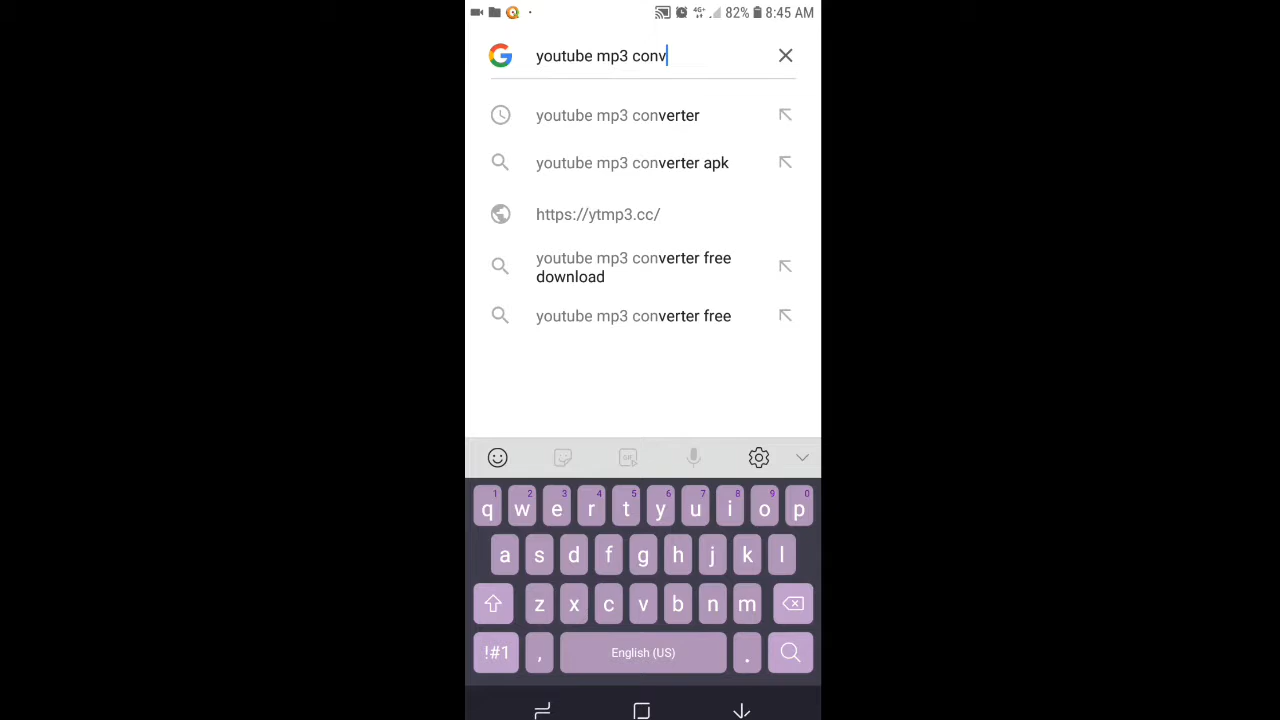 82% 8:45 AM
youtube mp3 conv
youtube mp3 converter
youtube mp3 converter apk
https://ytmp3.cc/
youtube mp3 converter free
download
youtube mp3 converter free
1 2 3 4 5 6 7 8 9 0
q w e r t y u i o p
a s d f g h j k l
z x c v b n m
!#1 , English (US) .